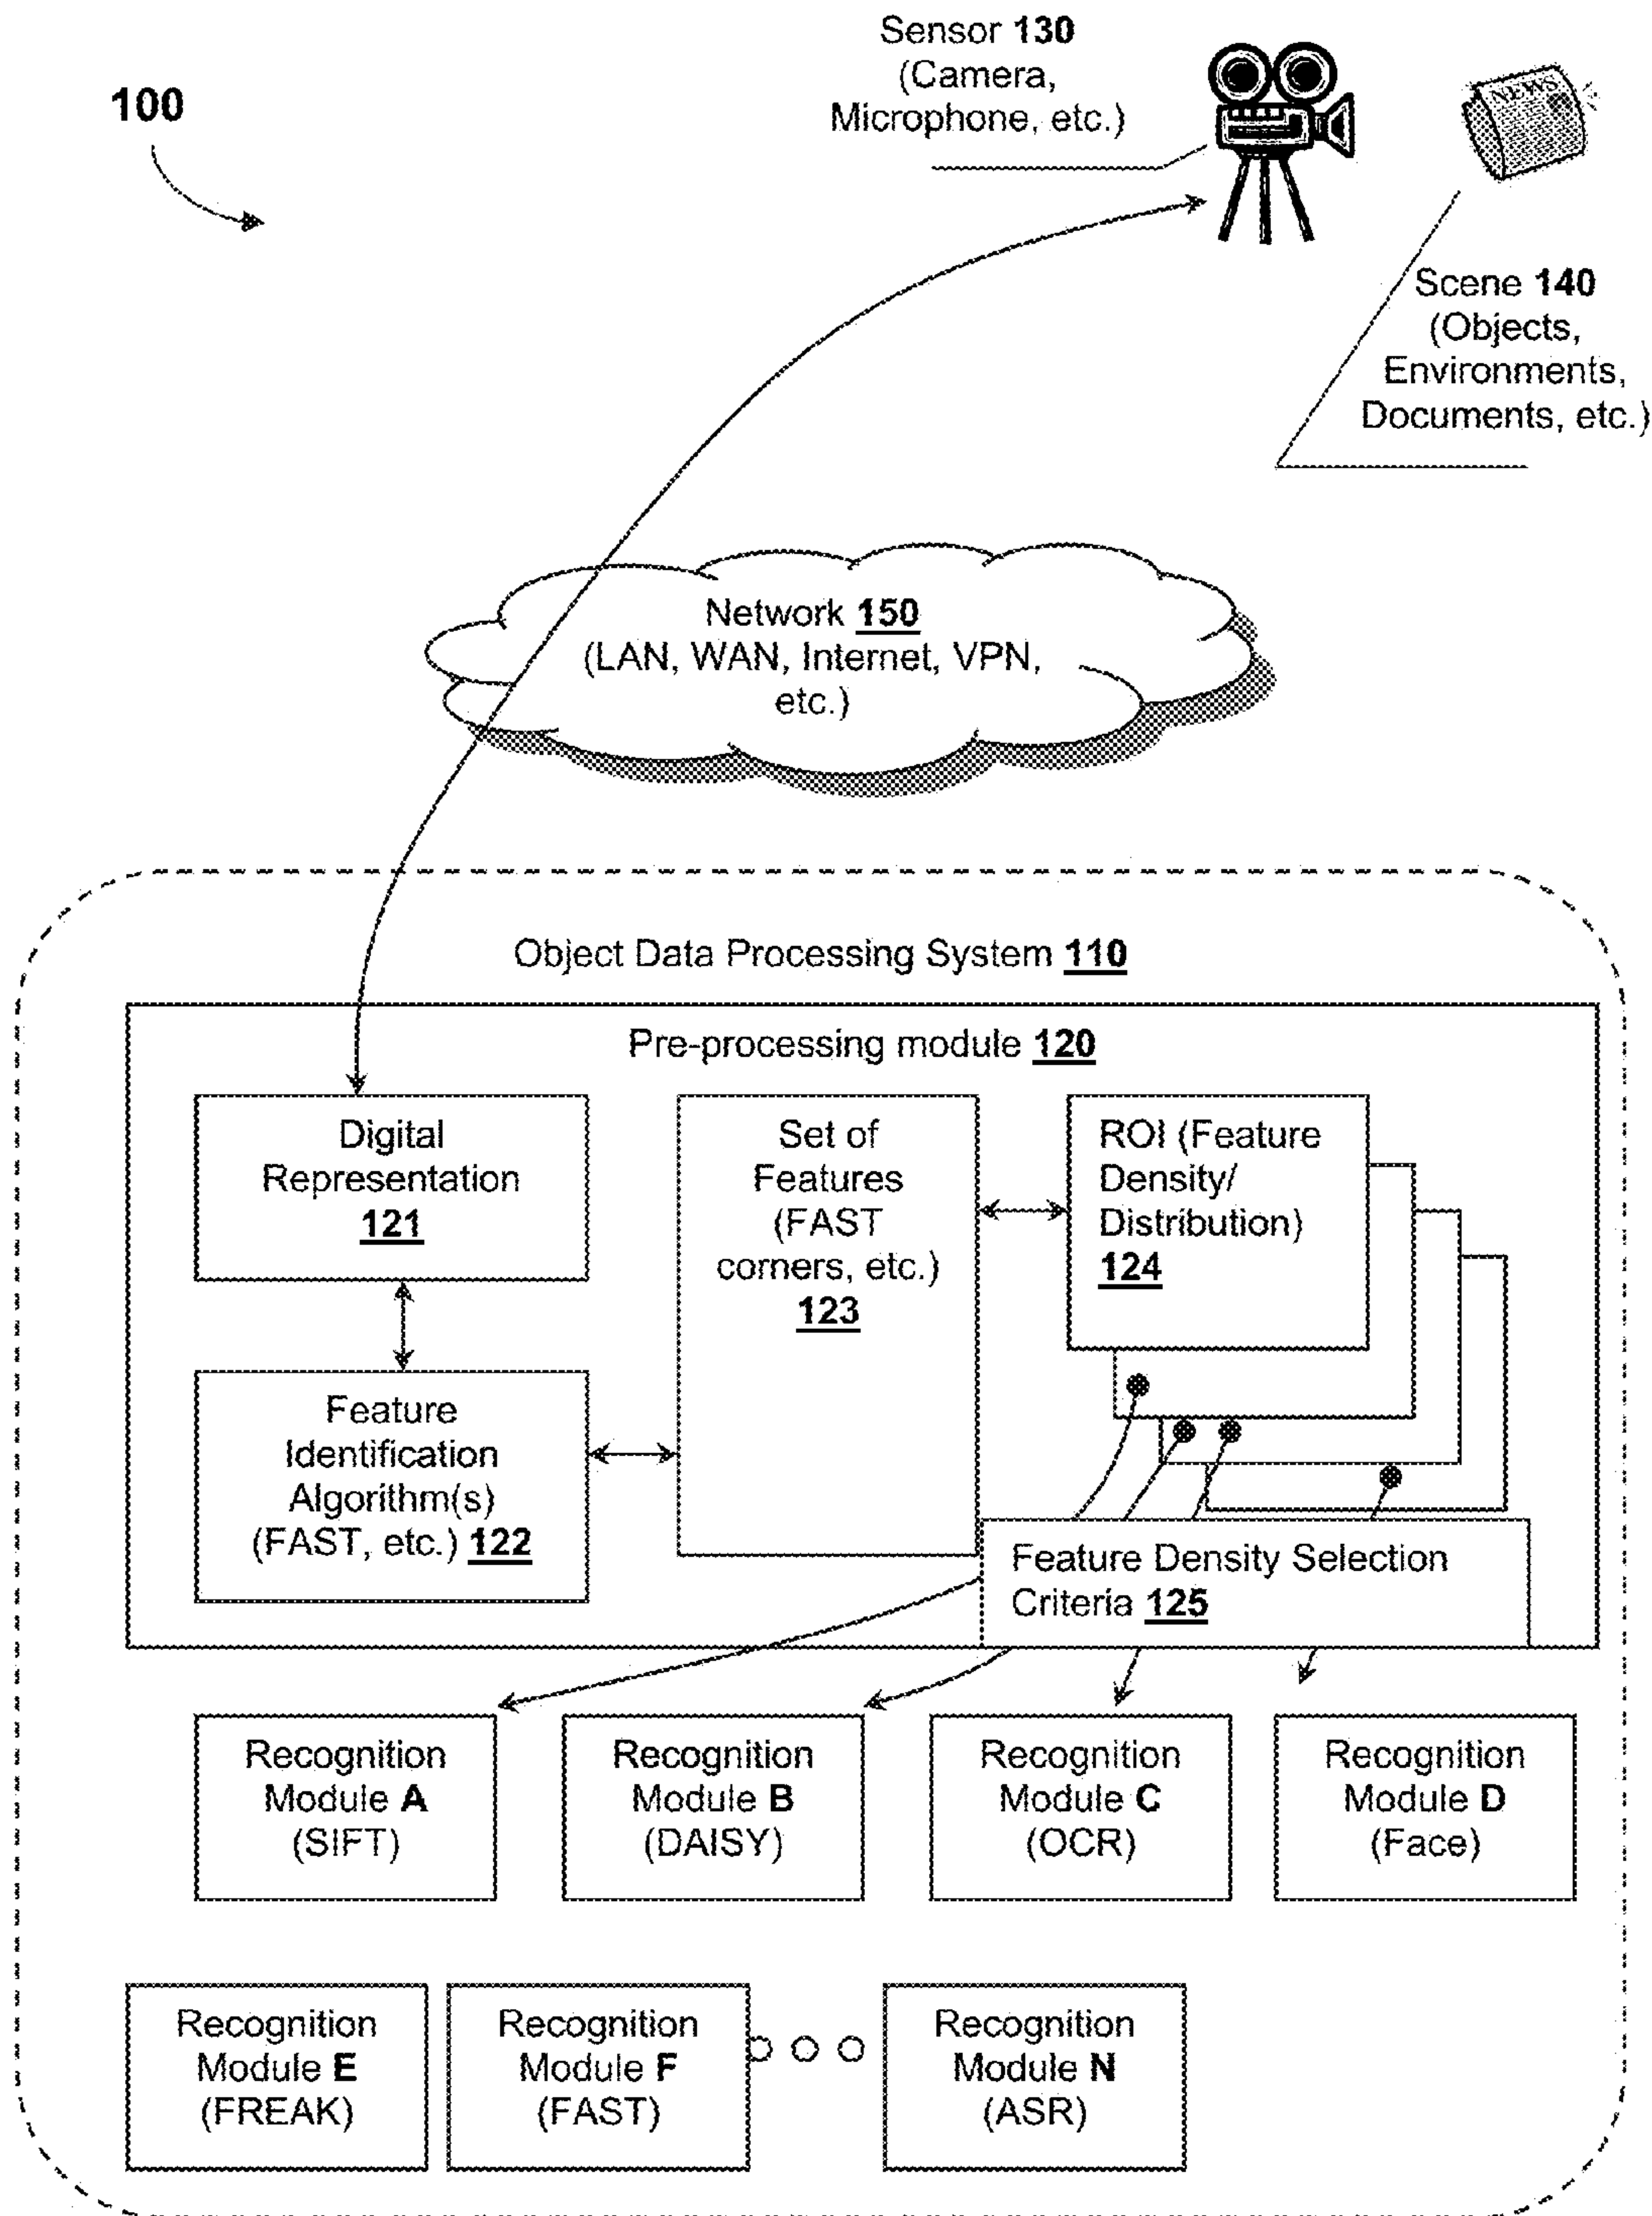 100
Sensor 130
(Camera,
Microphone, etc.)
NEWS
Scene 140
(Objects,
Environments,
Documents, etc.)
Network 150
(LAN, WAN, Internet, VPN,
etc.)
Object Data Processing System 110
Pre-processing module 120
Digital
Representation
121
Feature
Identification
Algorithm(s)
(FAST, etc.) 122
Set of
Features
(FAST
corners, etc.)
123
ROI (Feature
Density/
Distribution)
124
Feature Density Selection
Criteria 125
Recognition
Module A
(SIFT)
Recognition
Module B
(DAISY)
Recognition
Module C
(OCR)
Recognition
Module D
(Face)
Recognition
Module E
(FREAK)
Recognition
Module F
(FAST)
Recognition
Module N
(ASR)